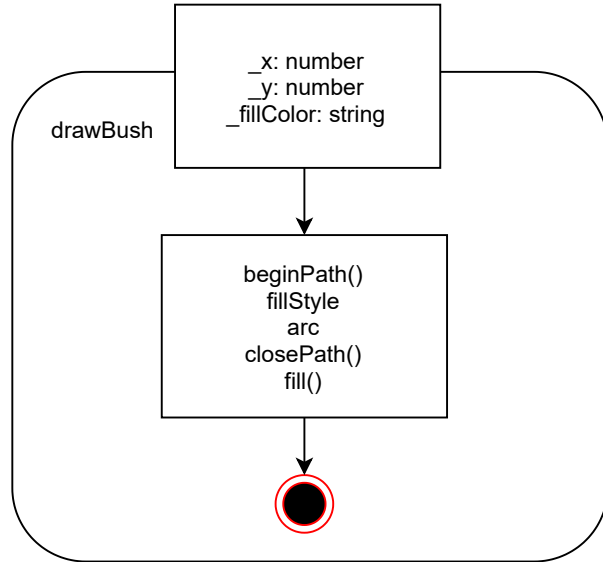 _x: number
_y: number
_fillColor: string
drawBush
beginPath()
fillStyle
arc
closePath()
fill()